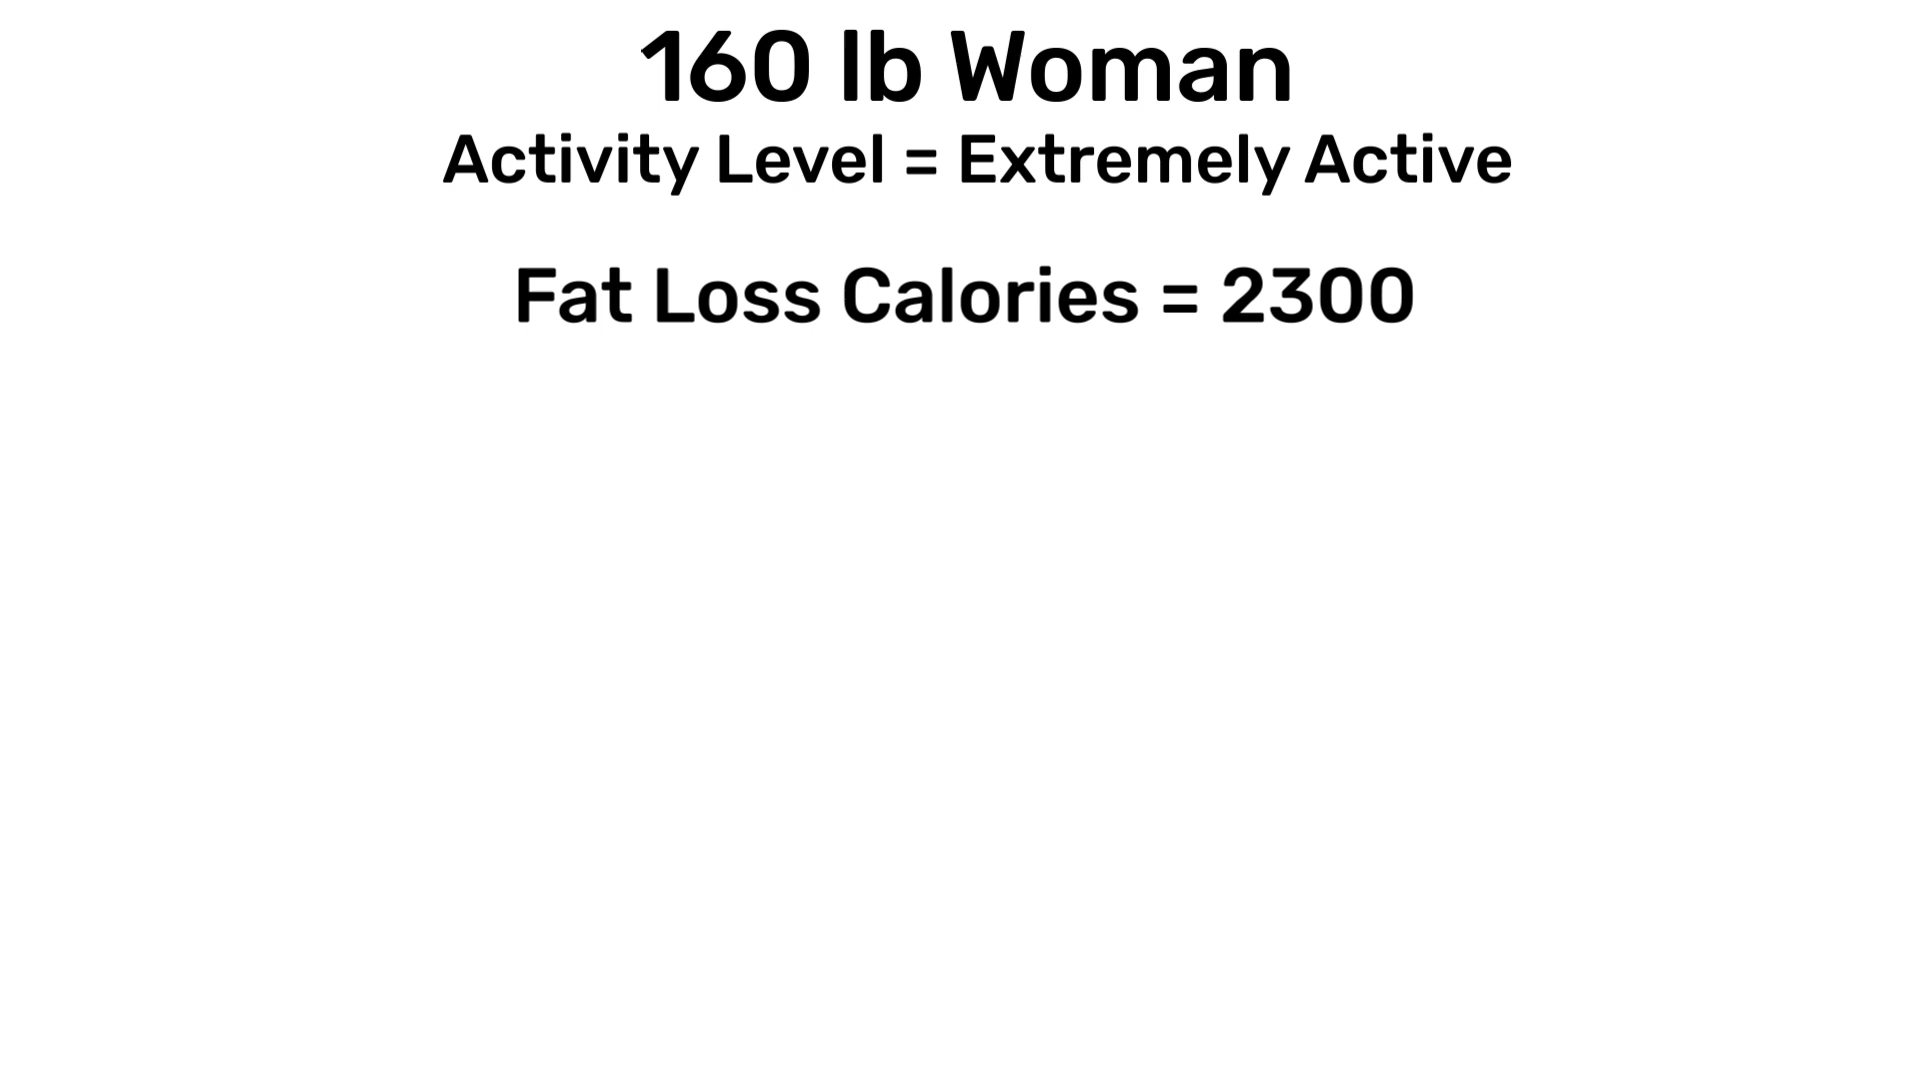 160 lb Woman
Activity Level = Extremely Active
Fat Loss Calories = 2300